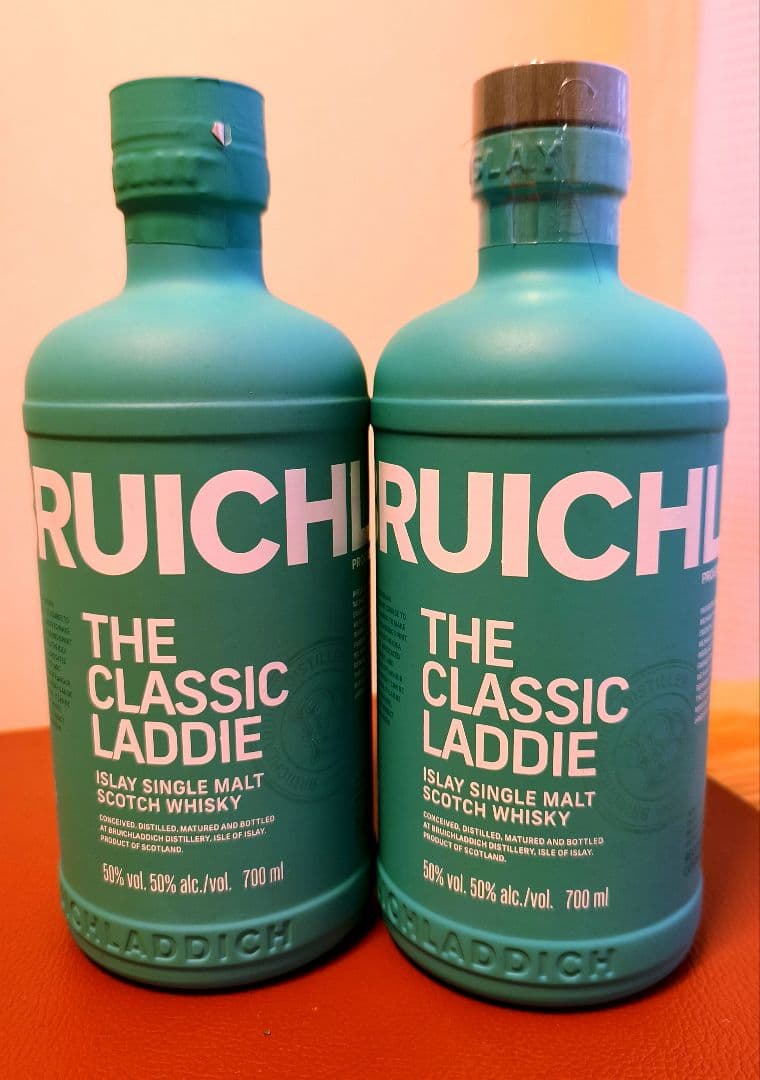 ISLAY
RUICHL
THE
CLASSIC
LADDIE
ISLAY SINGLE MALT
SCOTCH WHISKY
CONCEIVED, DISTILLED, MATURED AND BOTTLED
AT BRUICHLADDICH DISTILLERY, ISLE OF ISLAY.
PRODUCT OF SCOTLAND.
50% vol. 50% alc./vol. 700 ml
CHLADDICH
RUICHL
THE
CLASSIC
LADDIE
ISLAY SINGLE MALT
SCOTCH WHISKY
CONCEIVED, DISTILLED, MATURED AND BOTTLED
AT BRUICHLADDICH DISTILLERY, ISLE OF ISLAY.
PRODUCT OF SCOTLAND.
50% vol. 50% alc./vol. 700 ml
CHLADDICH